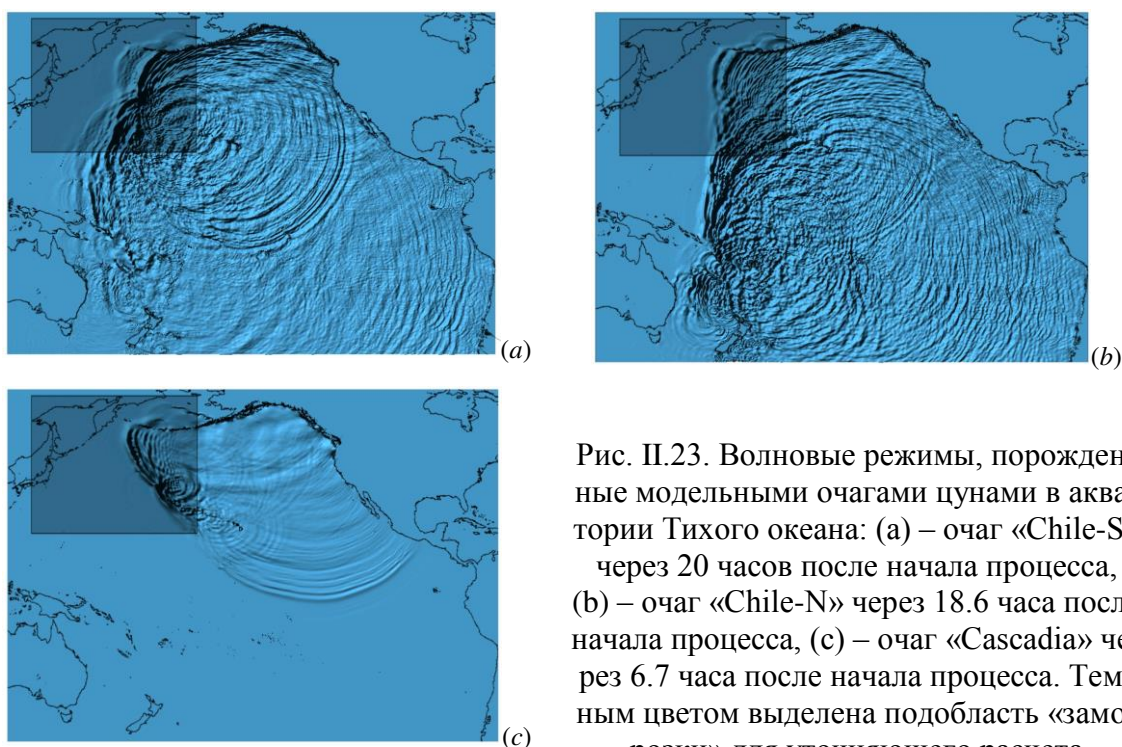 (a)
(b)
(c)
Рис. II.23. Волновые режимы, порожден-
ные модельными очагами цунами в аква-
тории Тихого океана: (a) – очаг «Chile-S
через 20 часов после начала процесса,
(b) – очаг «Chile-N» через 18.6 часа посл
начала процесса, (c) – очаг «Cascadia» че
рез 6.7 часа после начала процесса. Тем
ным цветом выделена подобласть «замо